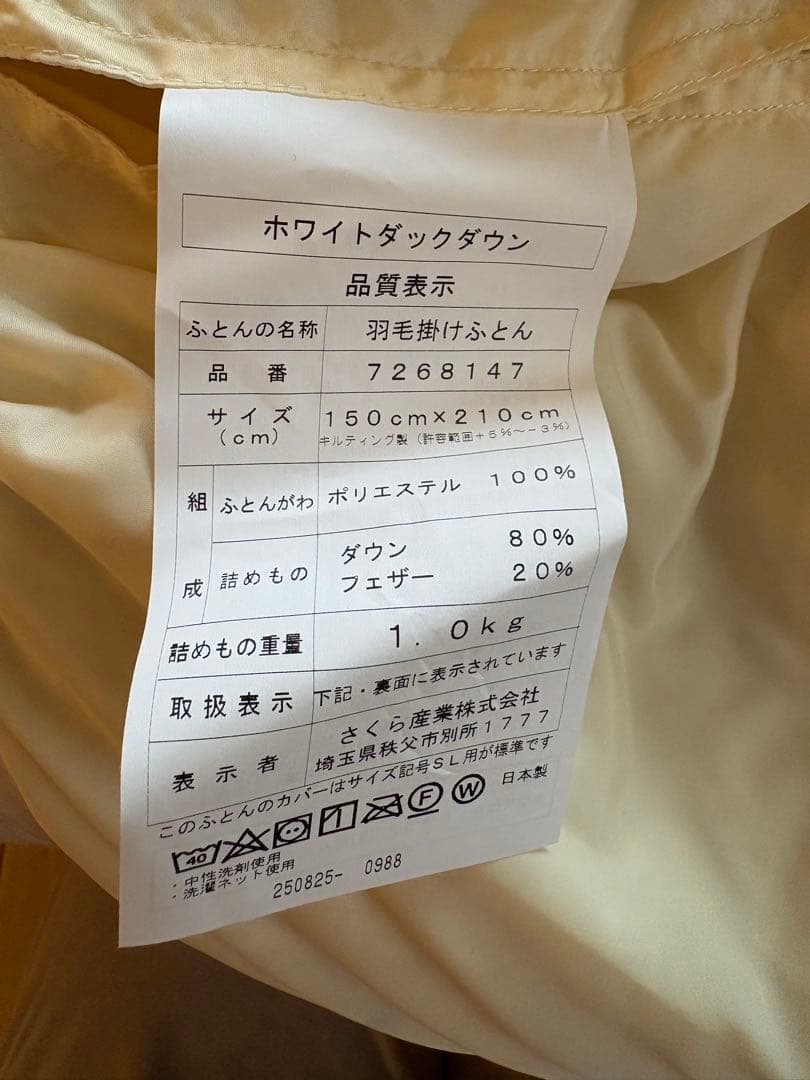 ホワイトダックダウン
品質表示
ふとんの名称 羽毛掛けふとん
品番 7268147
サイズ(cm) 150cm×210cm
キルティング製(許容範囲+5%~-3%)
組成 ふとんがわ ポリエステル 100%
詰めもの ダウン 80%
フェザー 20%
詰めもの重量 1.0kg
取扱表示 下記・裏面に表示されています
表示者 さくら産業株式会社
埼玉県秩父市別所1777
このふとんのカバーはサイズ記号SL用が標準です
40 F W 日本製
・中性洗剤使用
・洗濯ネット使用
250825- 0988